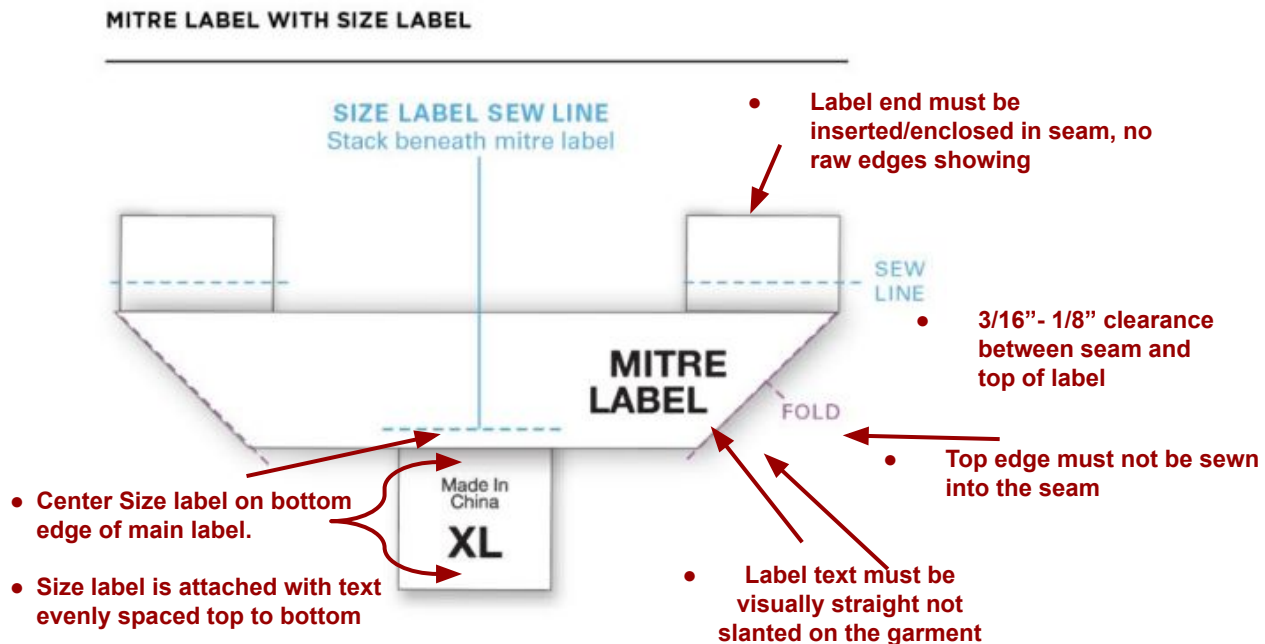 MITRE LABEL WITH SIZE LABEL
SIZE LABEL SEW LINE
Stack beneath mitre label
● Label end must be
inserted/enclosed in seam, no
raw edges showing
SEW
LINE
● 3/16”- 1/8” clearance
between seam and
top of label
MITRE
LABEL
FOLD
● Top edge must not be sewn
into the seam
Made In
China
XL
● Center Size label on bottom
edge of main label.
● Size label is attached with text
evenly spaced top to bottom
● Label text must be
visually straight not
slanted on the garment